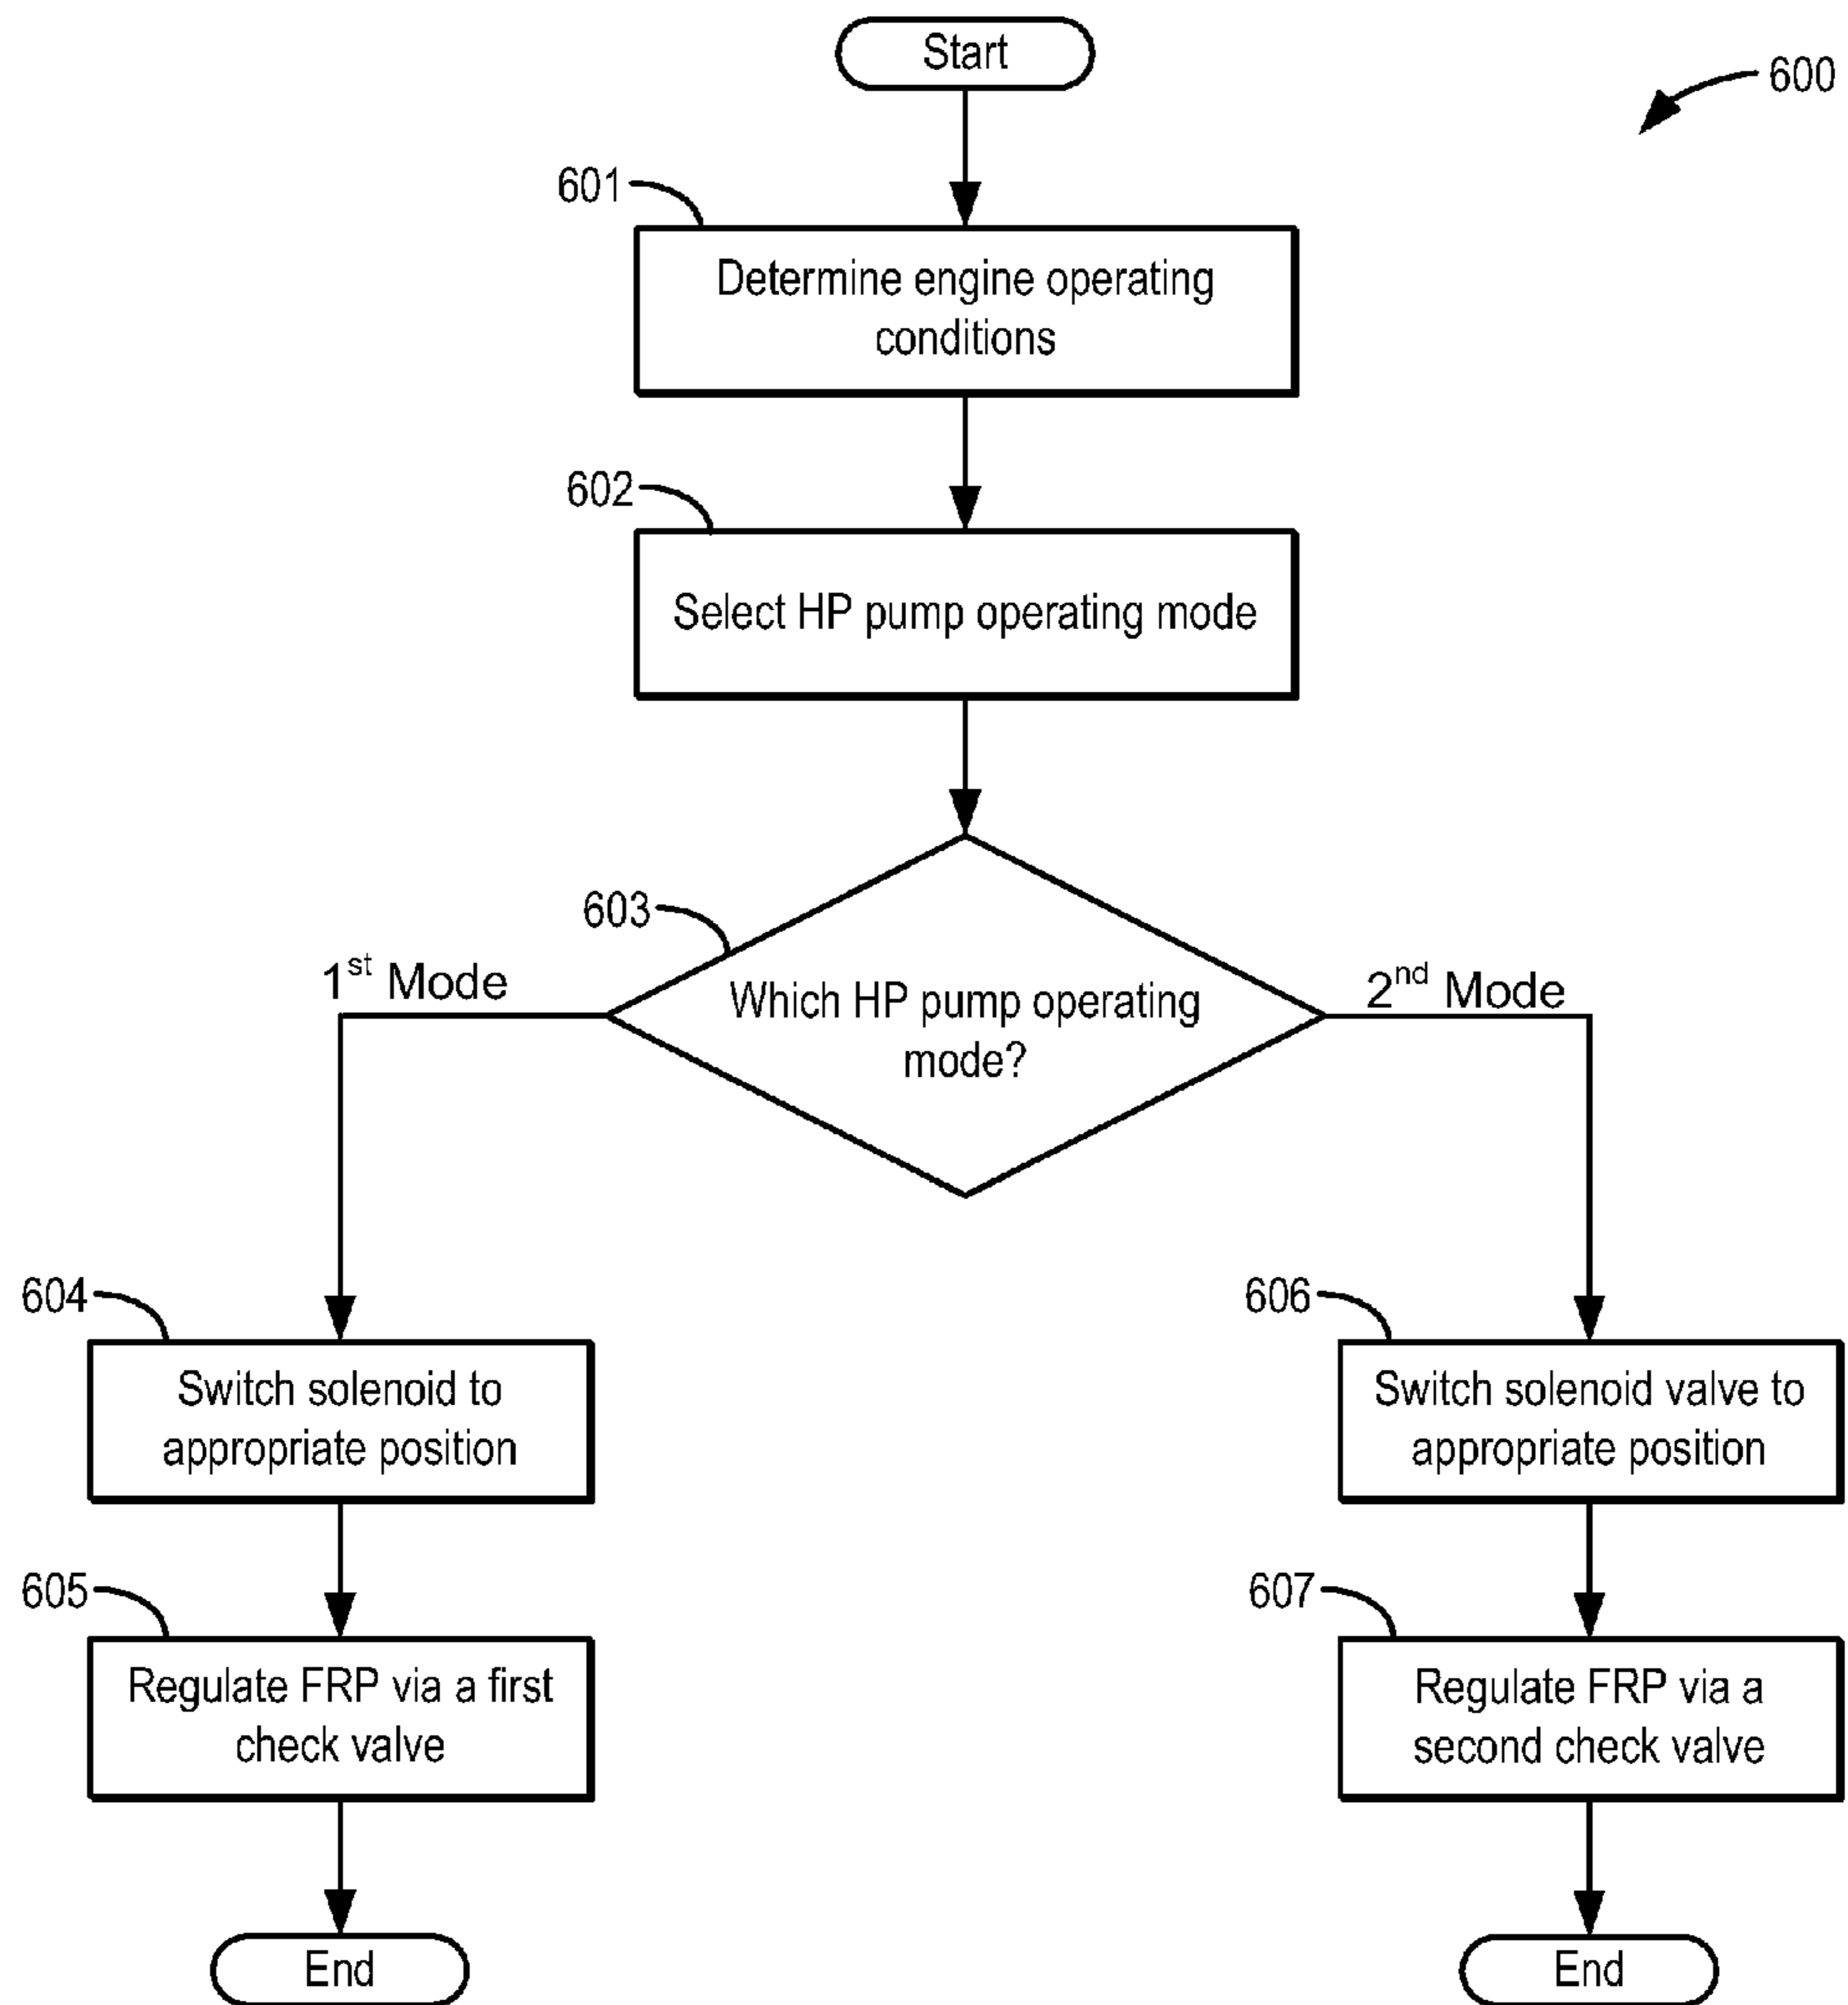 Start
600
601
Determine engine operating
conditions
602
Select HP pump operating mode
603
1st Mode
Which HP pump operating
mode?
2nd Mode
604
Switch solenoid to
appropriate position
606
Switch solenoid valve to
appropriate position
605
Regulate FRP via a first
check valve
607
Regulate FRP via a
second check valve
End
End